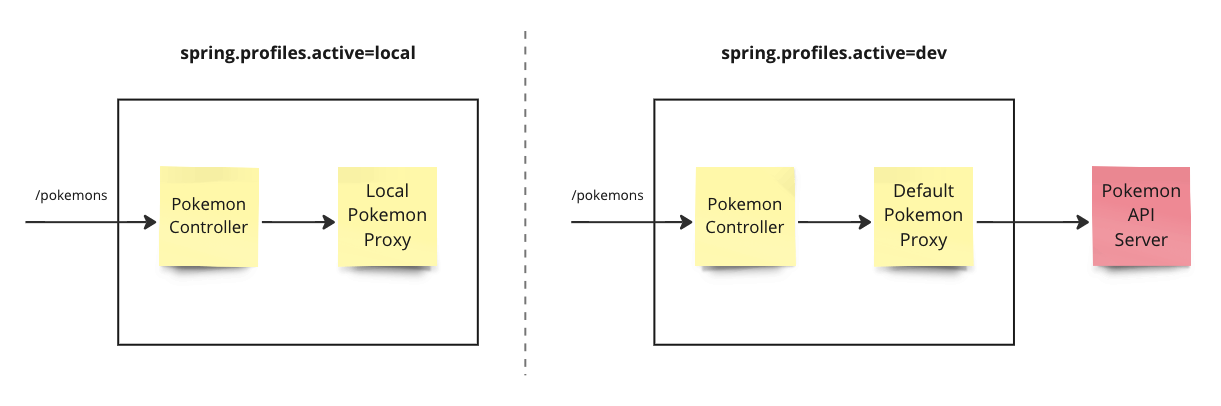 spring.profiles.active=local
/pokemons
Pokemon
Controller
Local
Pokemon
Proxy
spring.profiles.active=dev
/pokemons
Pokemon
Controller
Default
Pokemon
Proxy
Pokemon
API
Server